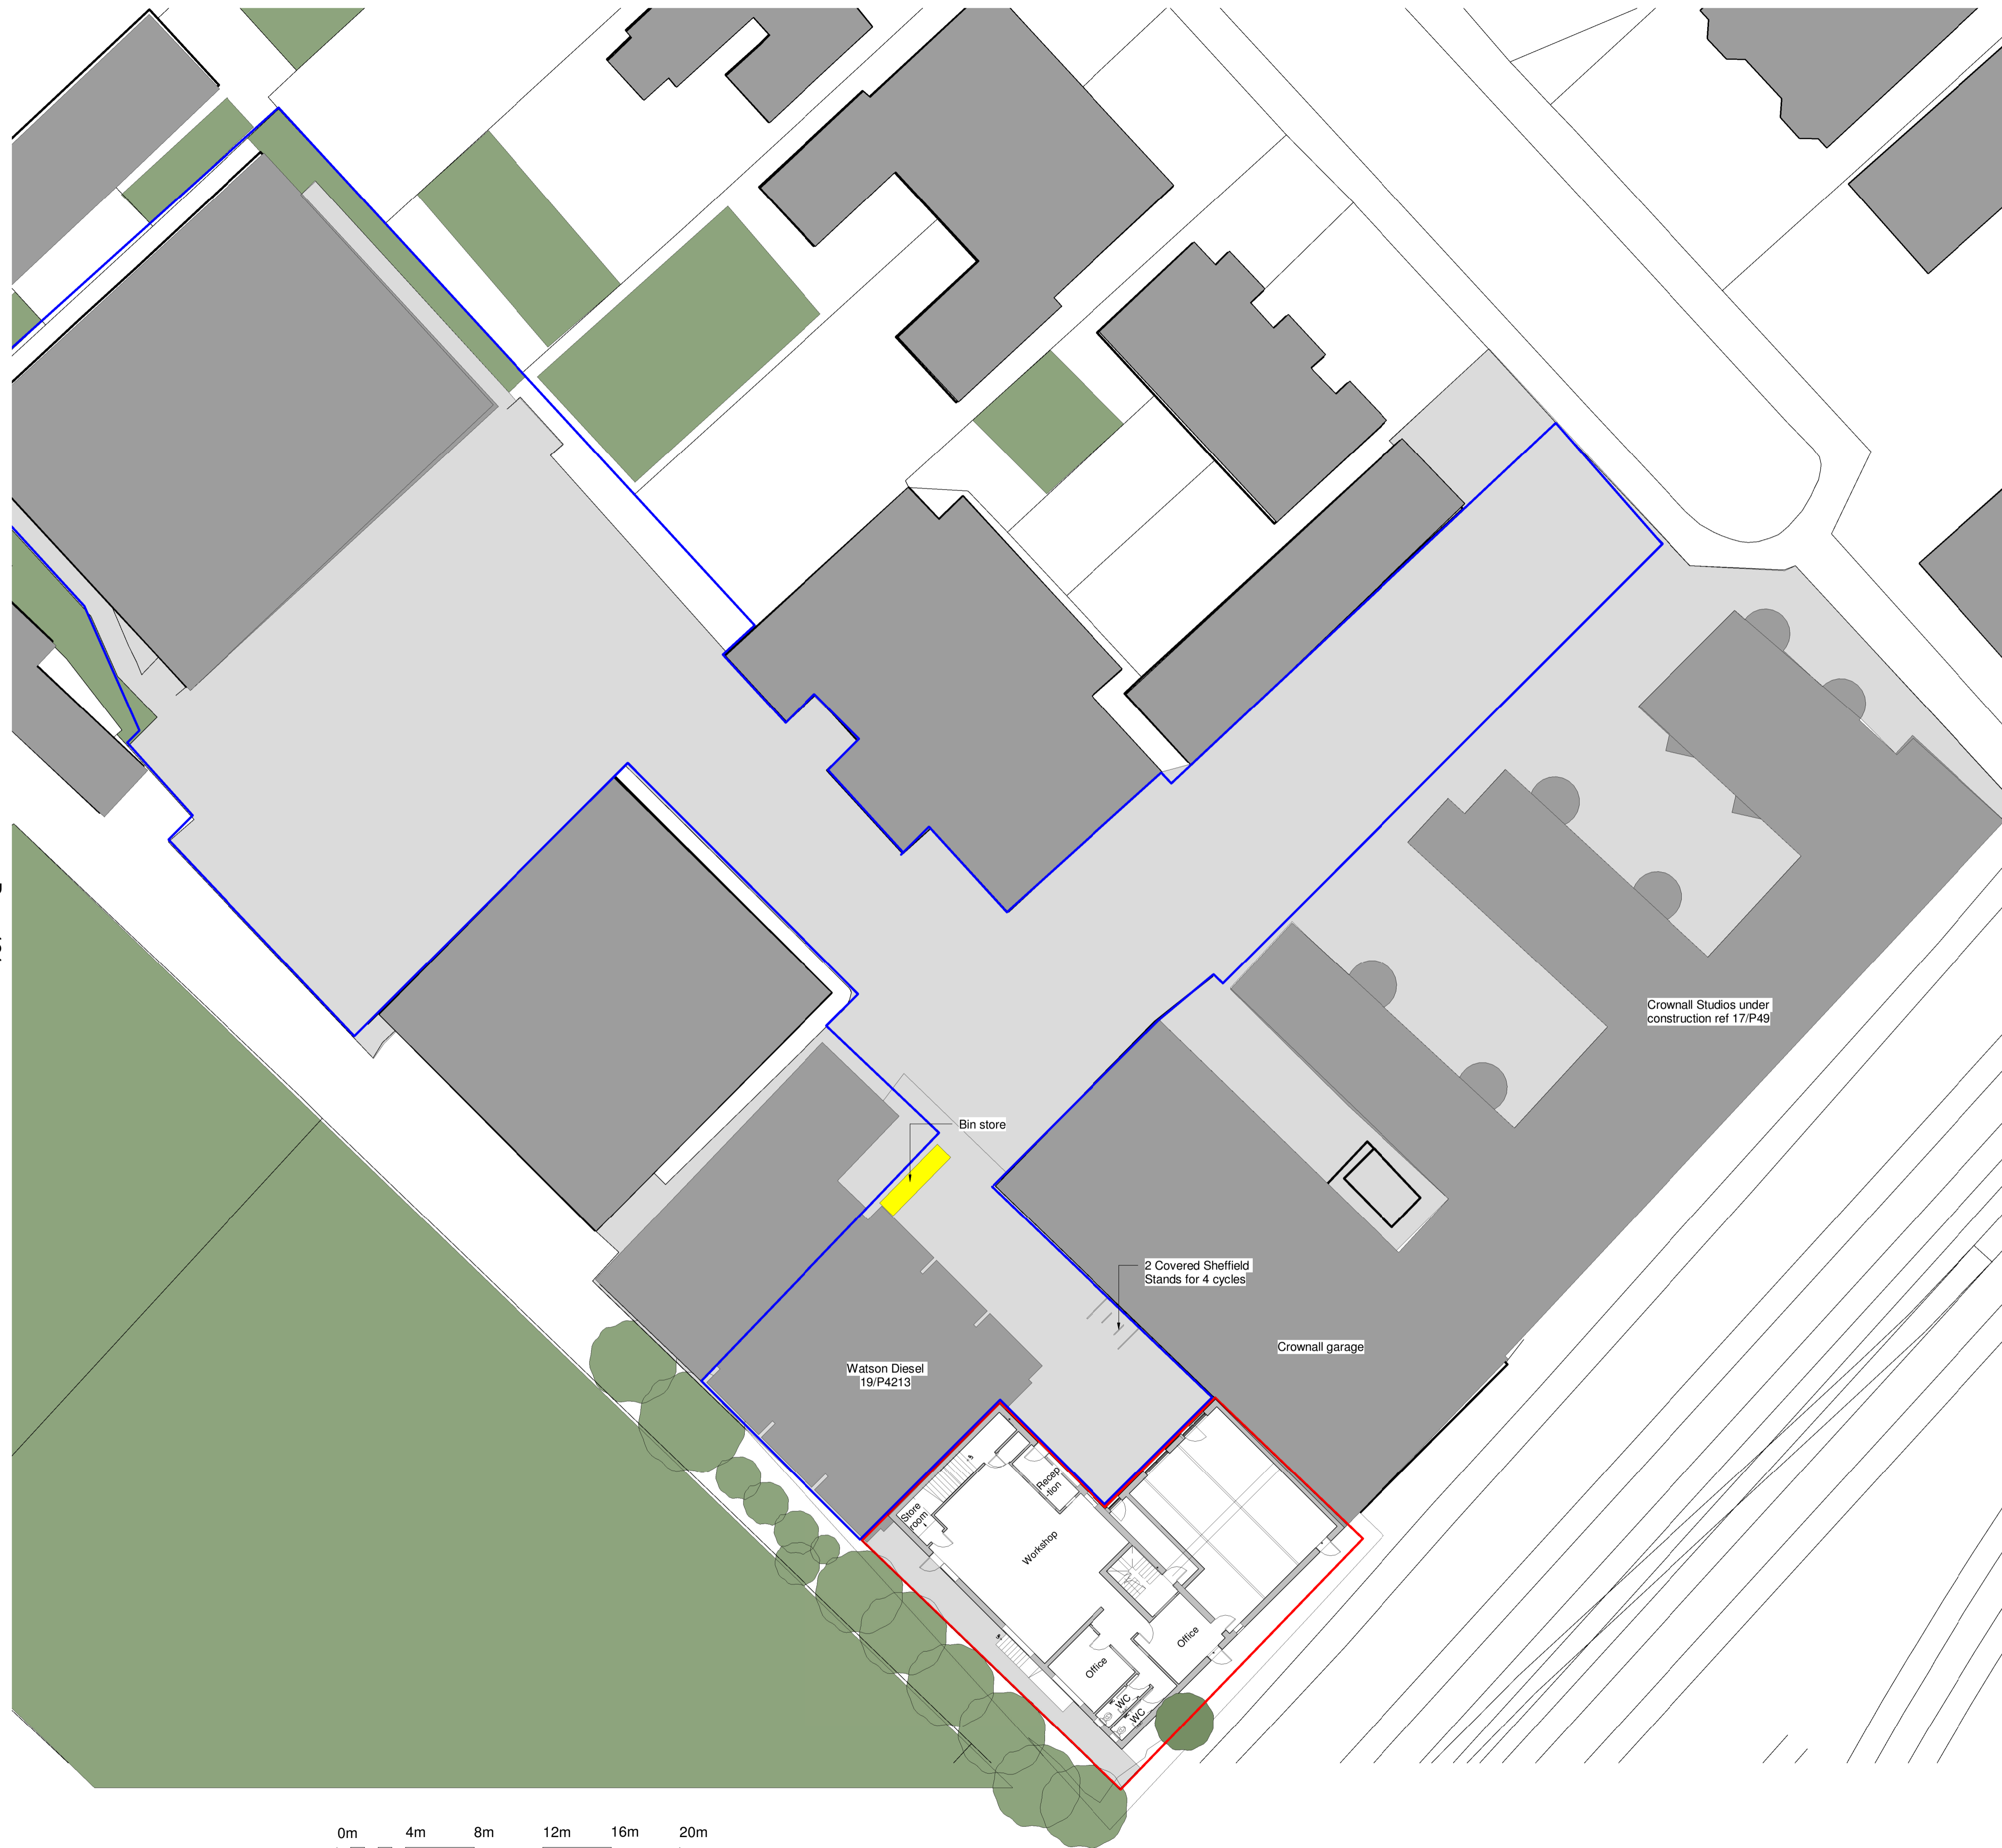 Crownall Studios under
construction ref 17/P49
Bin store
2 Covered Sheffield
Stands for 4 cycles
Crownall garage
Watson Diesel
19/P4213
Recep
-tion
Store
room
Workshop
Office
Office
WC
WC
0m 4m 8m 12m 16m 20m